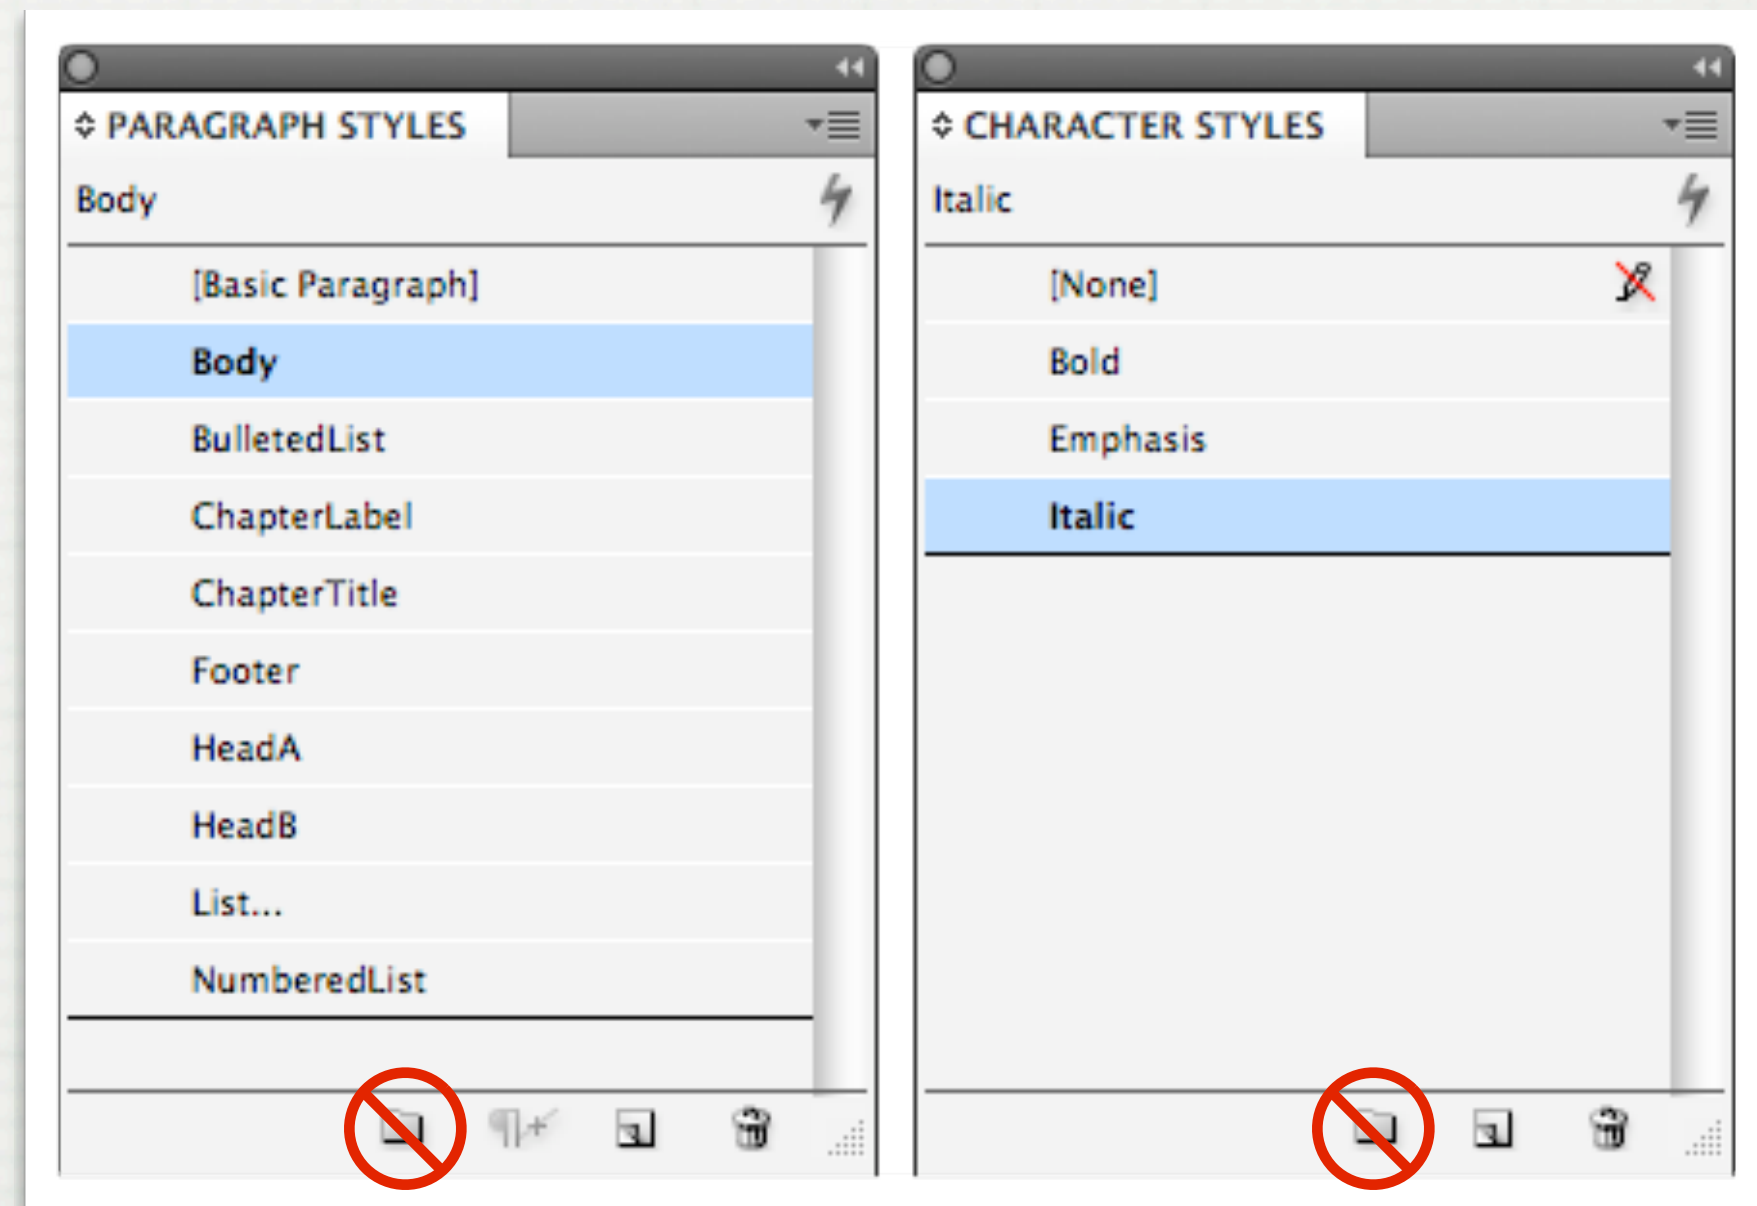 PARAGRAPH STYLES
Body
[Basic Paragraph]
Body
BulletedList
ChapterLabel
ChapterTitle
Footer
HeadA
HeadB
List...
NumberedList
CHARACTER STYLES
Italic
[None]
Bold
Emphasis
Italic